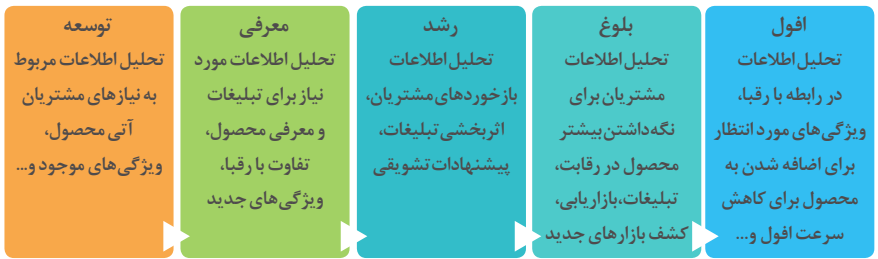 توسعه
تحلیل اطلاعات مربوط
به نیازهای مشتریان
آتی محصول،
ویژگی‌های موجود و...
معرفی
تحلیل اطلاعات مورد
نیاز برای تبلیغات
و معرفی محصول،
تفاوت با رقبا،
ویژگی‌های جدید
رشد
تحلیل اطلاعات
بازخوردهای مشتریان،
اثربخشی تبلیغات،
پیشنهادات تشویقی
بلوغ
تحلیل اطلاعات
مشتریان برای
نگه‌داشتن بیشتر
محصول در رقابت،
تبلیغات، بازاریابی،
کشف بازارهای جدید
افول
تحلیل اطلاعات
در رابطه با رقبا،
ویژگی‌های مورد انتظار
برای اضافه شدن به
محصول برای کاهش
سرعت افول و...